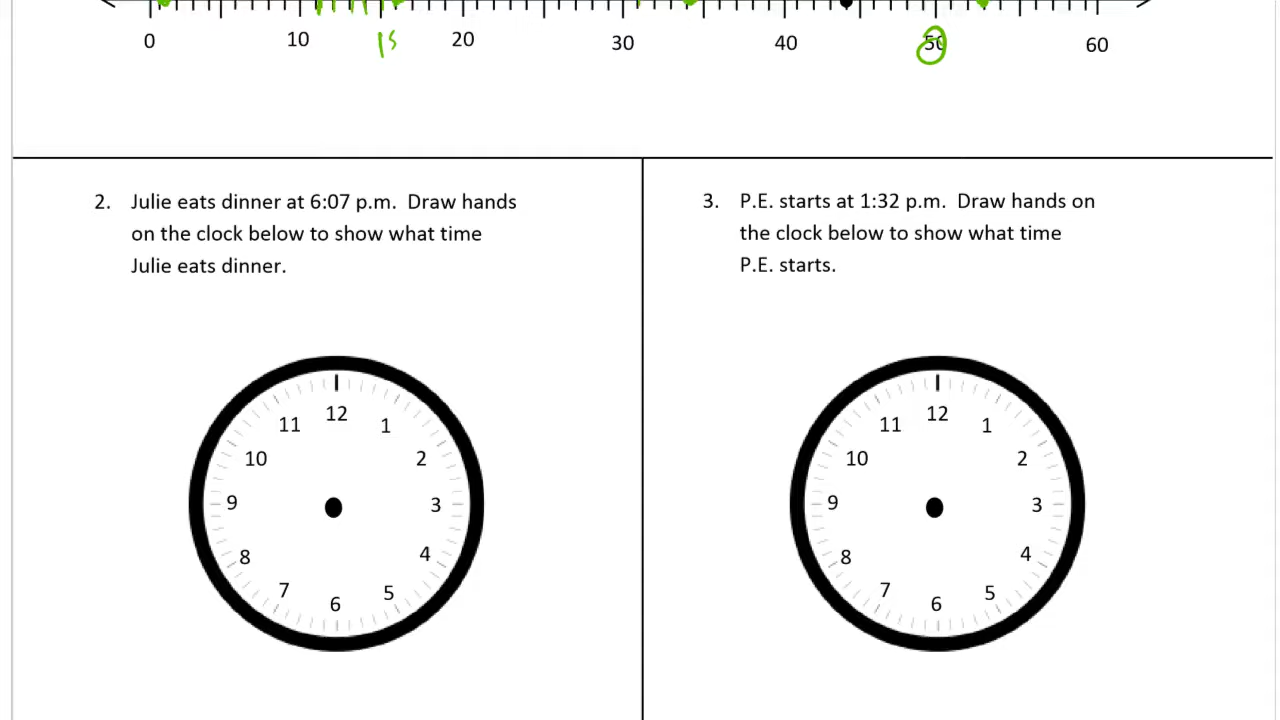 0 10 15 20 30 40 50 60
2. Julie eats dinner at 6:07 p.m. Draw hands
on the clock below to show what time
Julie eats dinner.
12
11 1
10 2
9 3
8 4
7 5
6
3. P.E. starts at 1:32 p.m. Draw hands on
the clock below to show what time
P.E. starts.
12
11 1
10 2
9 3
8 4
7 5
6